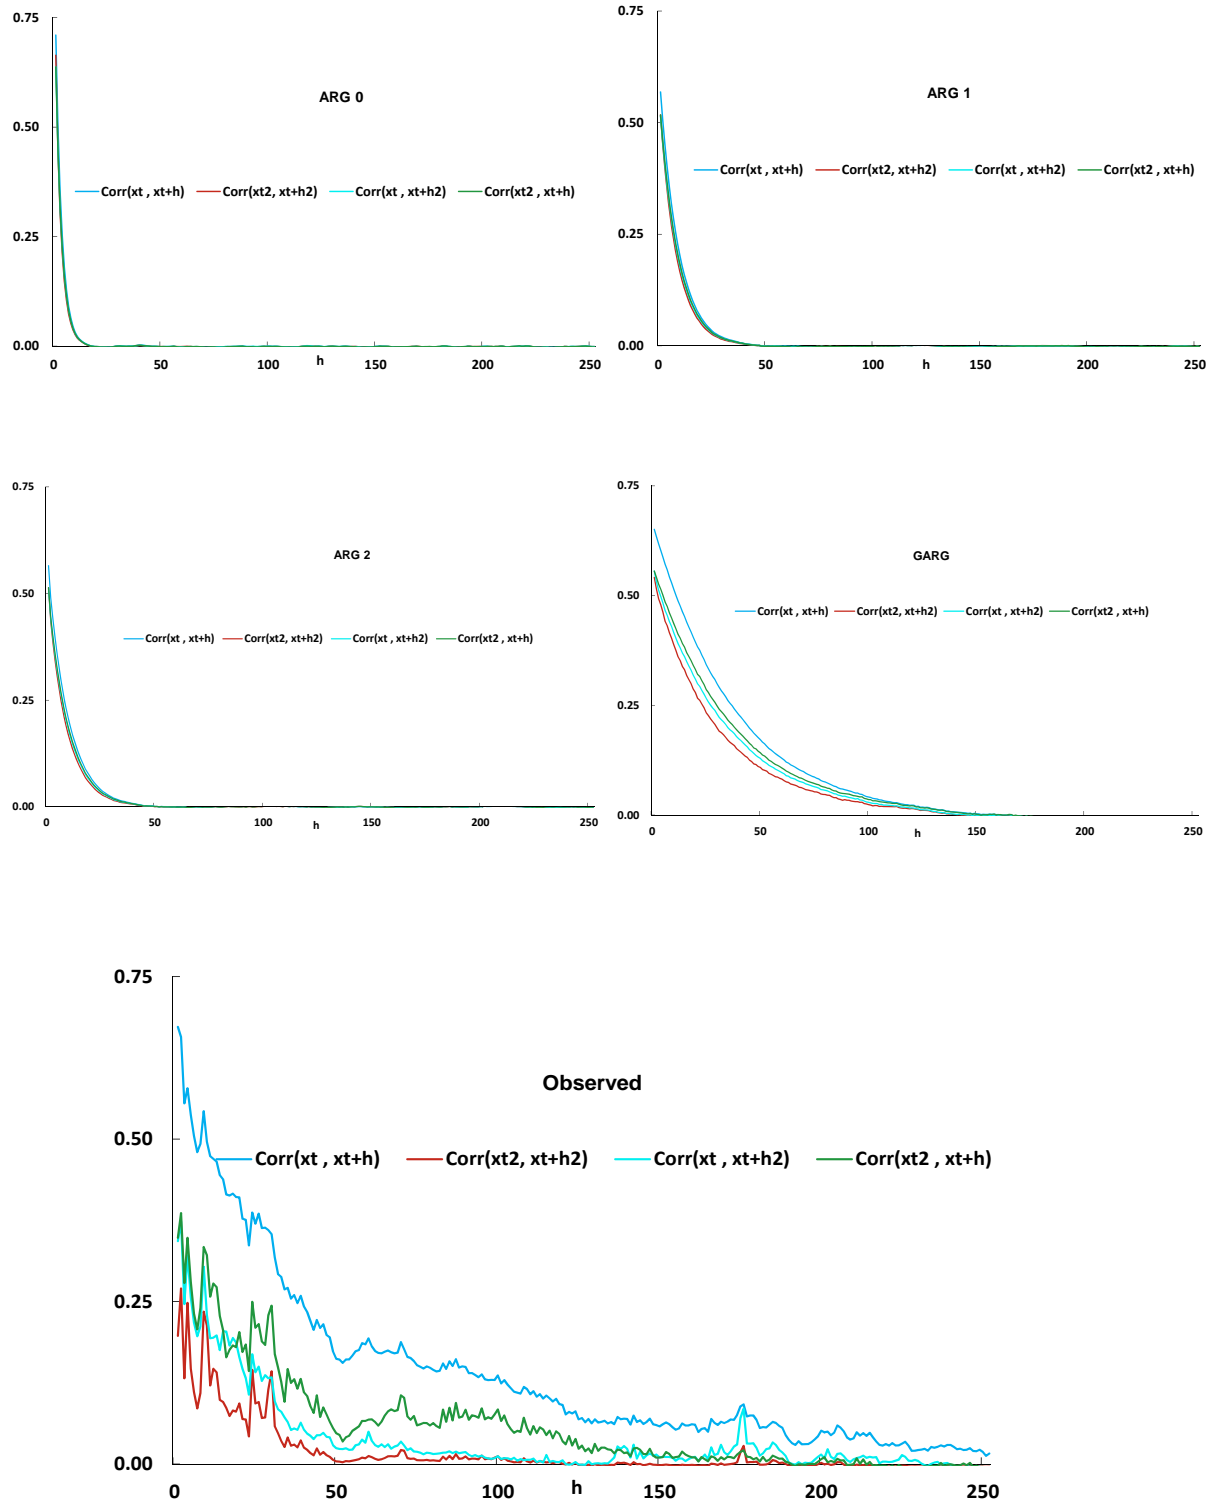 0.75
ARG 0
0.50
Corr(xt , xt+h) Corr(xt2, xt+h2) Corr(xt , xt+h2) Corr(xt2 , xt+h)
0.25
0.00
0 50 100 150 200 250
h
0.75
ARG 1
0.50
Corr(xt , xt+h) Corr(xt2, xt+h2) Corr(xt , xt+h2) Corr(xt2 , xt+h)
0.25
0.00
0 50 100 150 200 250
h
0.75
ARG 2
0.50
Corr(xt , xt+h) Corr(xt2, xt+h2) Corr(xt , xt+h2) Corr(xt2 , xt+h)
0.25
0.00
0 50 100 150 200 250
h
0.75
GARG
0.50
Corr(xt , xt+h) Corr(xt2, xt+h2) Corr(xt , xt+h2) Corr(xt2 , xt+h)
0.25
0.00
0 50 100 150 200 250
h
0.75
Observed
0.50
Corr(xt , xt+h) Corr(xt2, xt+h2) Corr(xt , xt+h2) Corr(xt2 , xt+h)
0.25
0.00
0 50 100 150 200 250
h